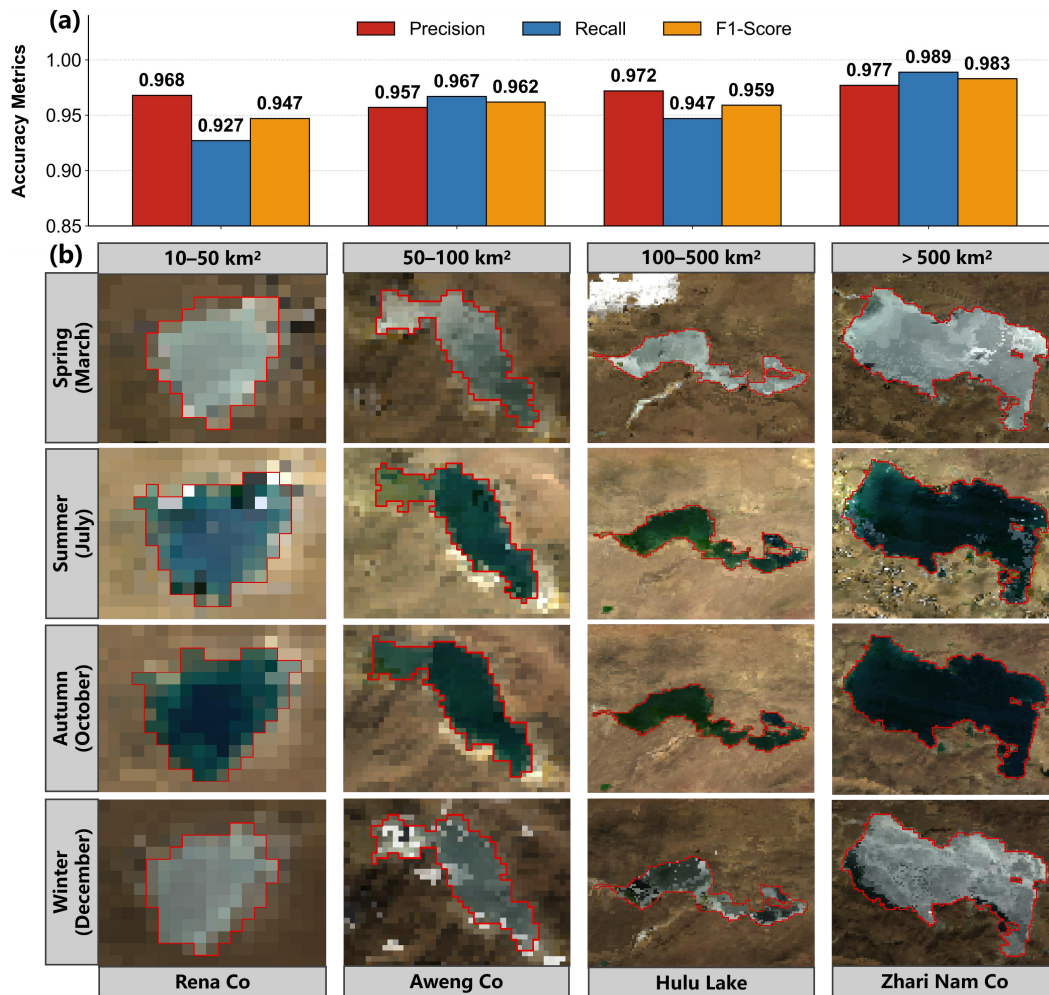 (a)
Precision Recall F1-Score
Accuracy Metrics
1.00
0.95
0.90
0.85
0.968 0.927 0.947
0.957 0.967 0.962
0.972 0.947 0.959
0.977 0.989 0.983
(b)
10–50 km² 50–100 km² 100–500 km² > 500 km²
Spring
(March)
Summer
(July)
Autumn
(October)
Winter
(December)
Rena Co Aweng Co Hulu Lake Zhari Nam Co